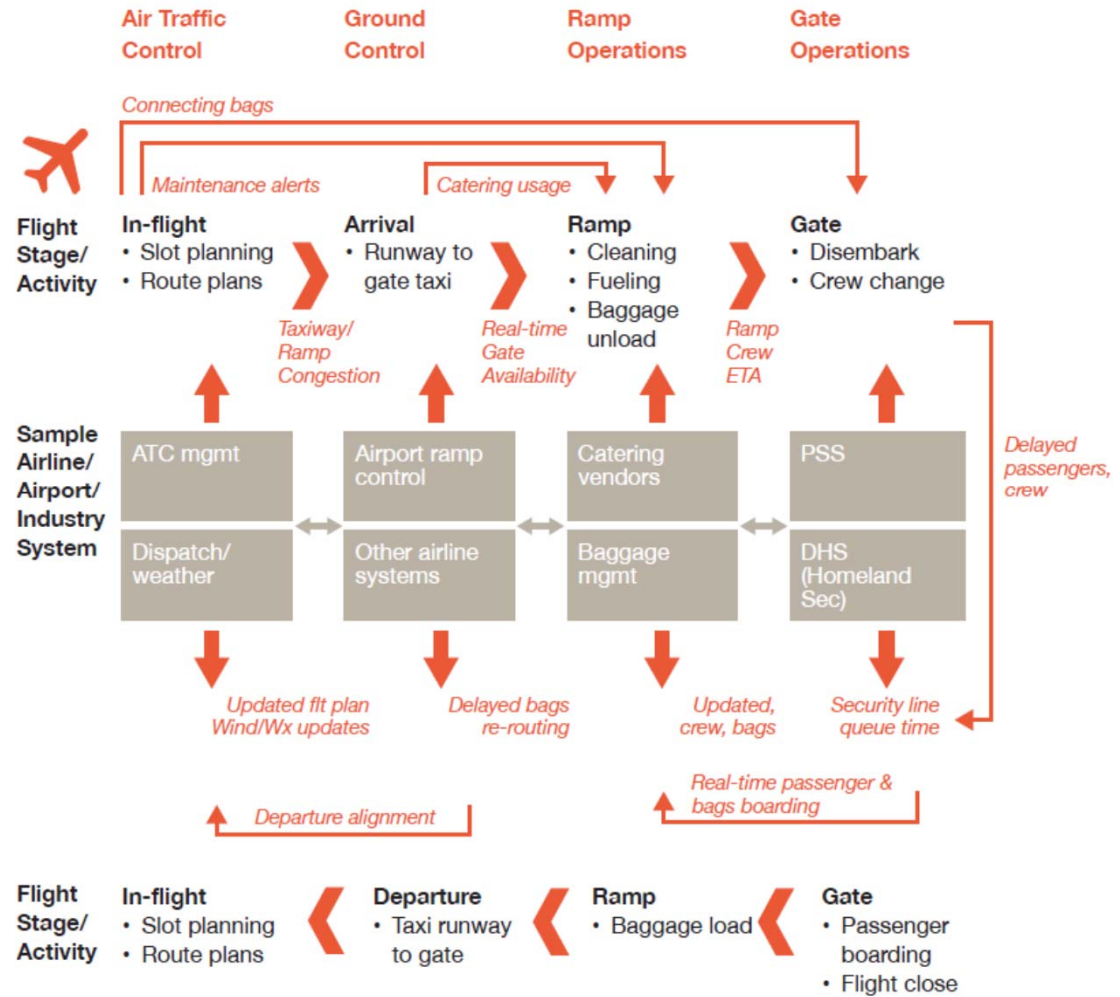 Air Traffic
Control
Ground
Control
Ramp
Operations
Gate
Operations
Connecting bags
Maintenance alerts
Catering usage
Flight
Stage/
Activity
In-flight
• Slot planning
• Route plans
Taxiway/
Ramp
Congestion
Arrival
• Runway to
gate taxi
Real-time
Gate
Availability
Ramp
• Cleaning
• Fueling
• Baggage
unload
Ramp
Crew
ETA
Gate
• Disembark
• Crew change
Delayed
passengers,
crew
Sample
Airline/
Airport/
Industry
System
ATC mgmt
Airport ramp
control
Catering
vendors
PSS
Dispatch/
weather
Other airline
systems
Baggage
mgmt
DHS
(Homeland
Sec)
Updated flt plan
Wind/Wx updates
Delayed bags
re-routing
Updated,
crew, bags
Security line
queue time
Departure alignment
Real-time passenger &
bags boarding
Flight
Stage/
Activity
In-flight
• Slot planning
• Route plans
Departure
• Taxi runway
to gate
Ramp
• Baggage load
Gate
• Passenger
boarding
• Flight close